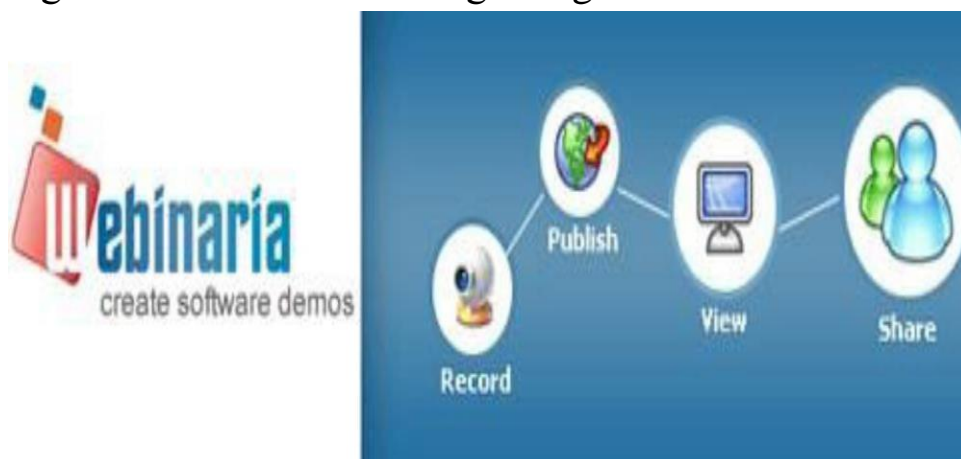 Webinaria
create software demos
Record
Publish
View
Share